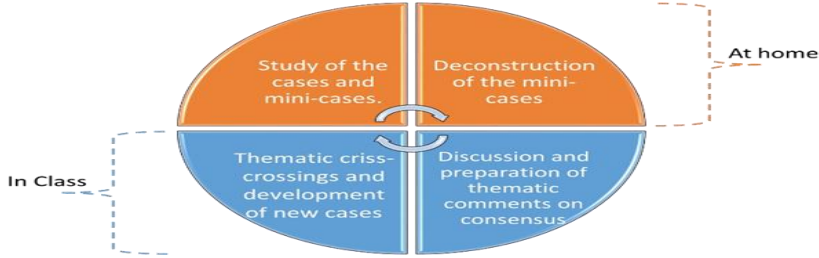 Study of the
cases and
mini-cases.
Deconstruction
of the mini-
cases
At home
In Class
Thematic criss-
crossings and
development
of new cases
Discussion and
preparation of
thematic
comments on
consensus